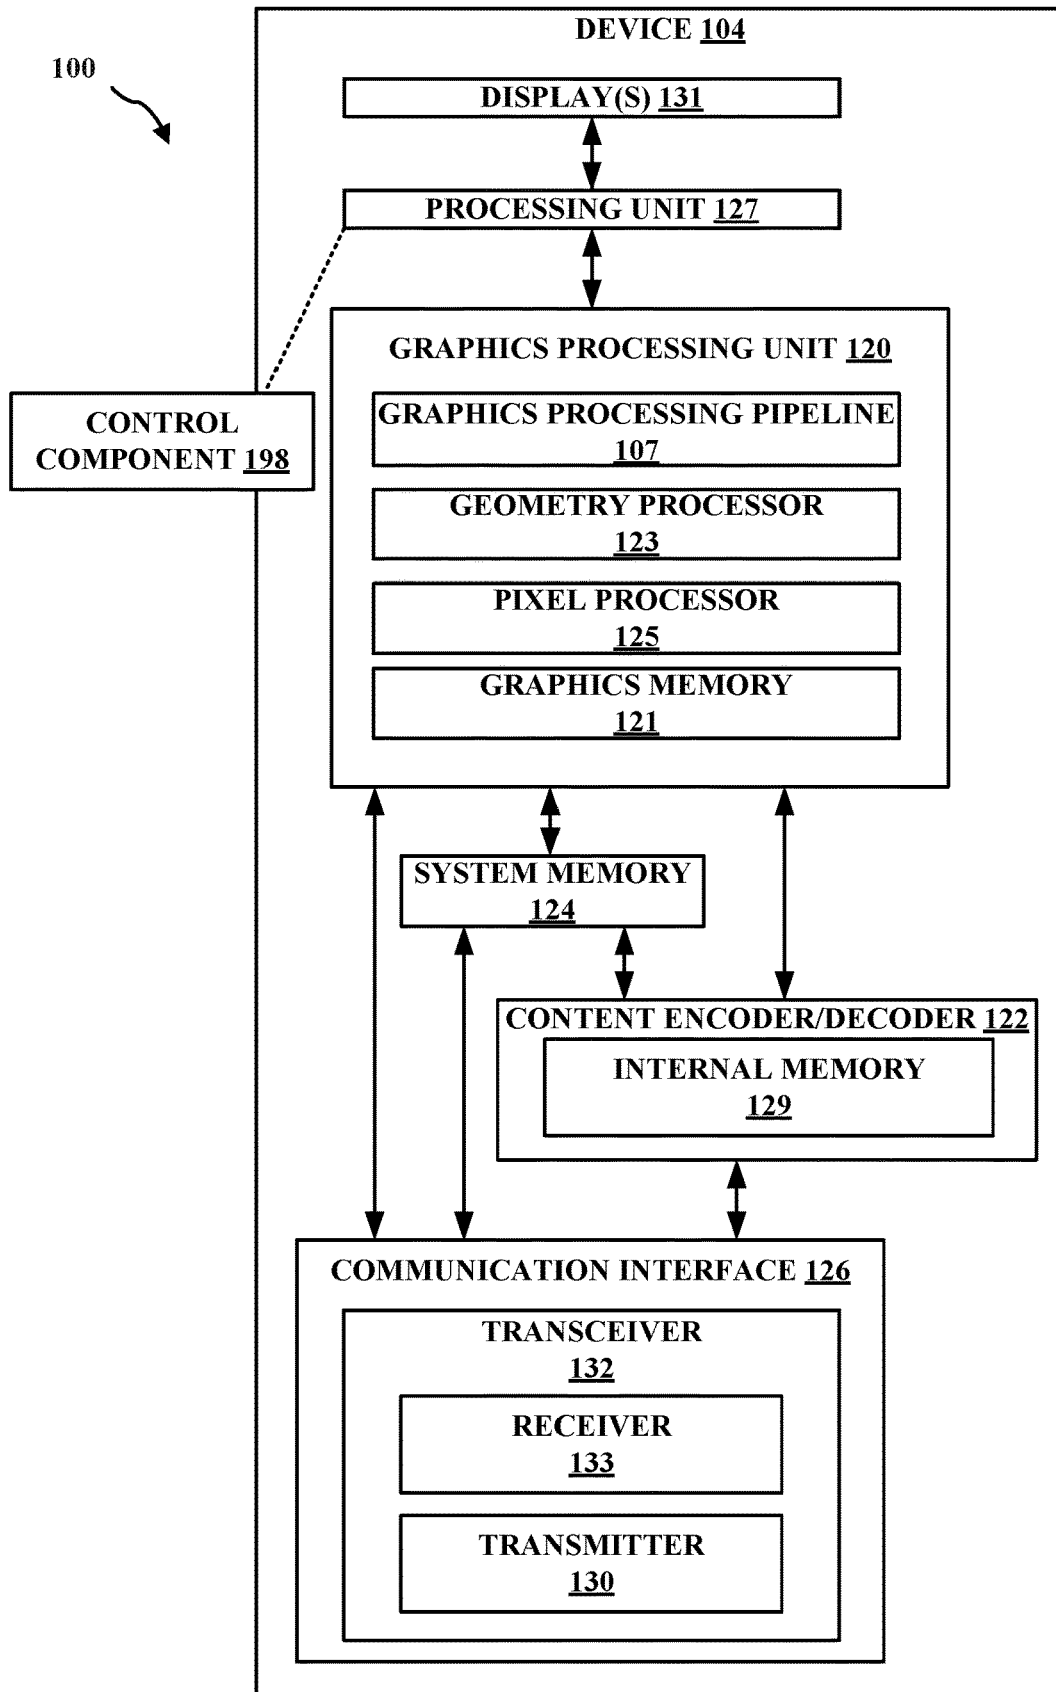 DEVICE 104
100
DISPLAY(S) 131
PROCESSING UNIT 127
GRAPHICS PROCESSING UNIT 120
GRAPHICS PROCESSING PIPELINE
107
CONTROL
COMPONENT 198
GEOMETRY PROCESSOR
123
PIXEL PROCESSOR
125
GRAPHICS MEMORY
121
SYSTEM MEMORY
124
CONTENT ENCODER/DECODER 122
INTERNAL MEMORY
129
COMMUNICATION INTERFACE 126
TRANSCEIVER
132
RECEIVER
133
TRANSMITTER
130